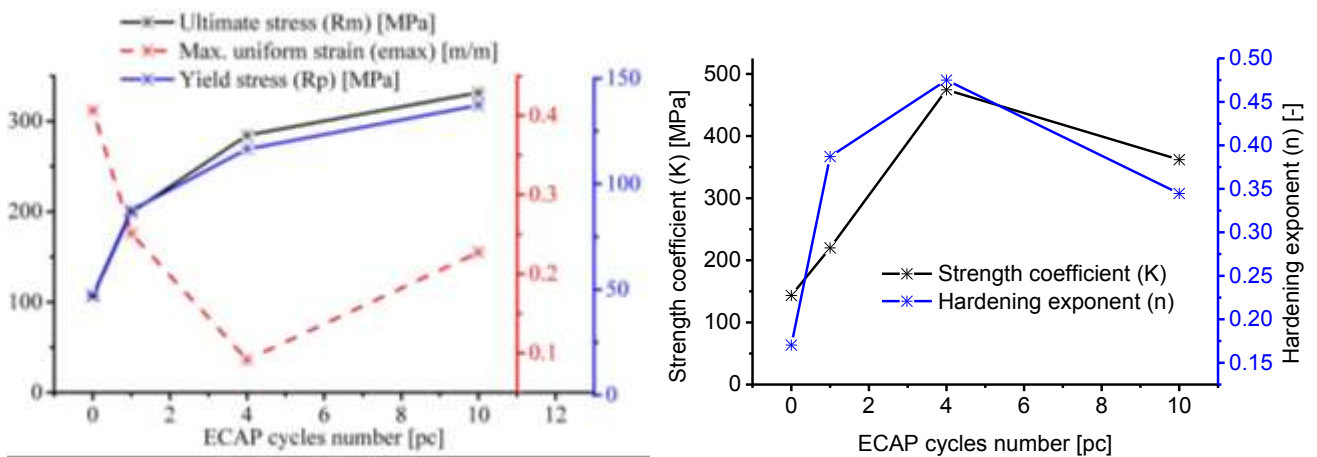 Ultimate stress (Rm) [MPa]
Max. uniform strain (emax) [m/m]
Yield stress (Rp) [MPa]
300
200
100
0
0.4
0.3
0.2
0.1
150
100
50
0
0 2 4 6 8 10 12
ECAP cycles number [pc]
Strength coefficient (K) [MPa]
500
400
300
200
100
0
Strength coefficient (K)
Hardening exponent (n)
0.50
0.45
0.40
0.35
0.30
0.25
0.20
0.15
Hardening exponent (n) [-]
0 2 4 6 8 10
ECAP cycles number [pc]